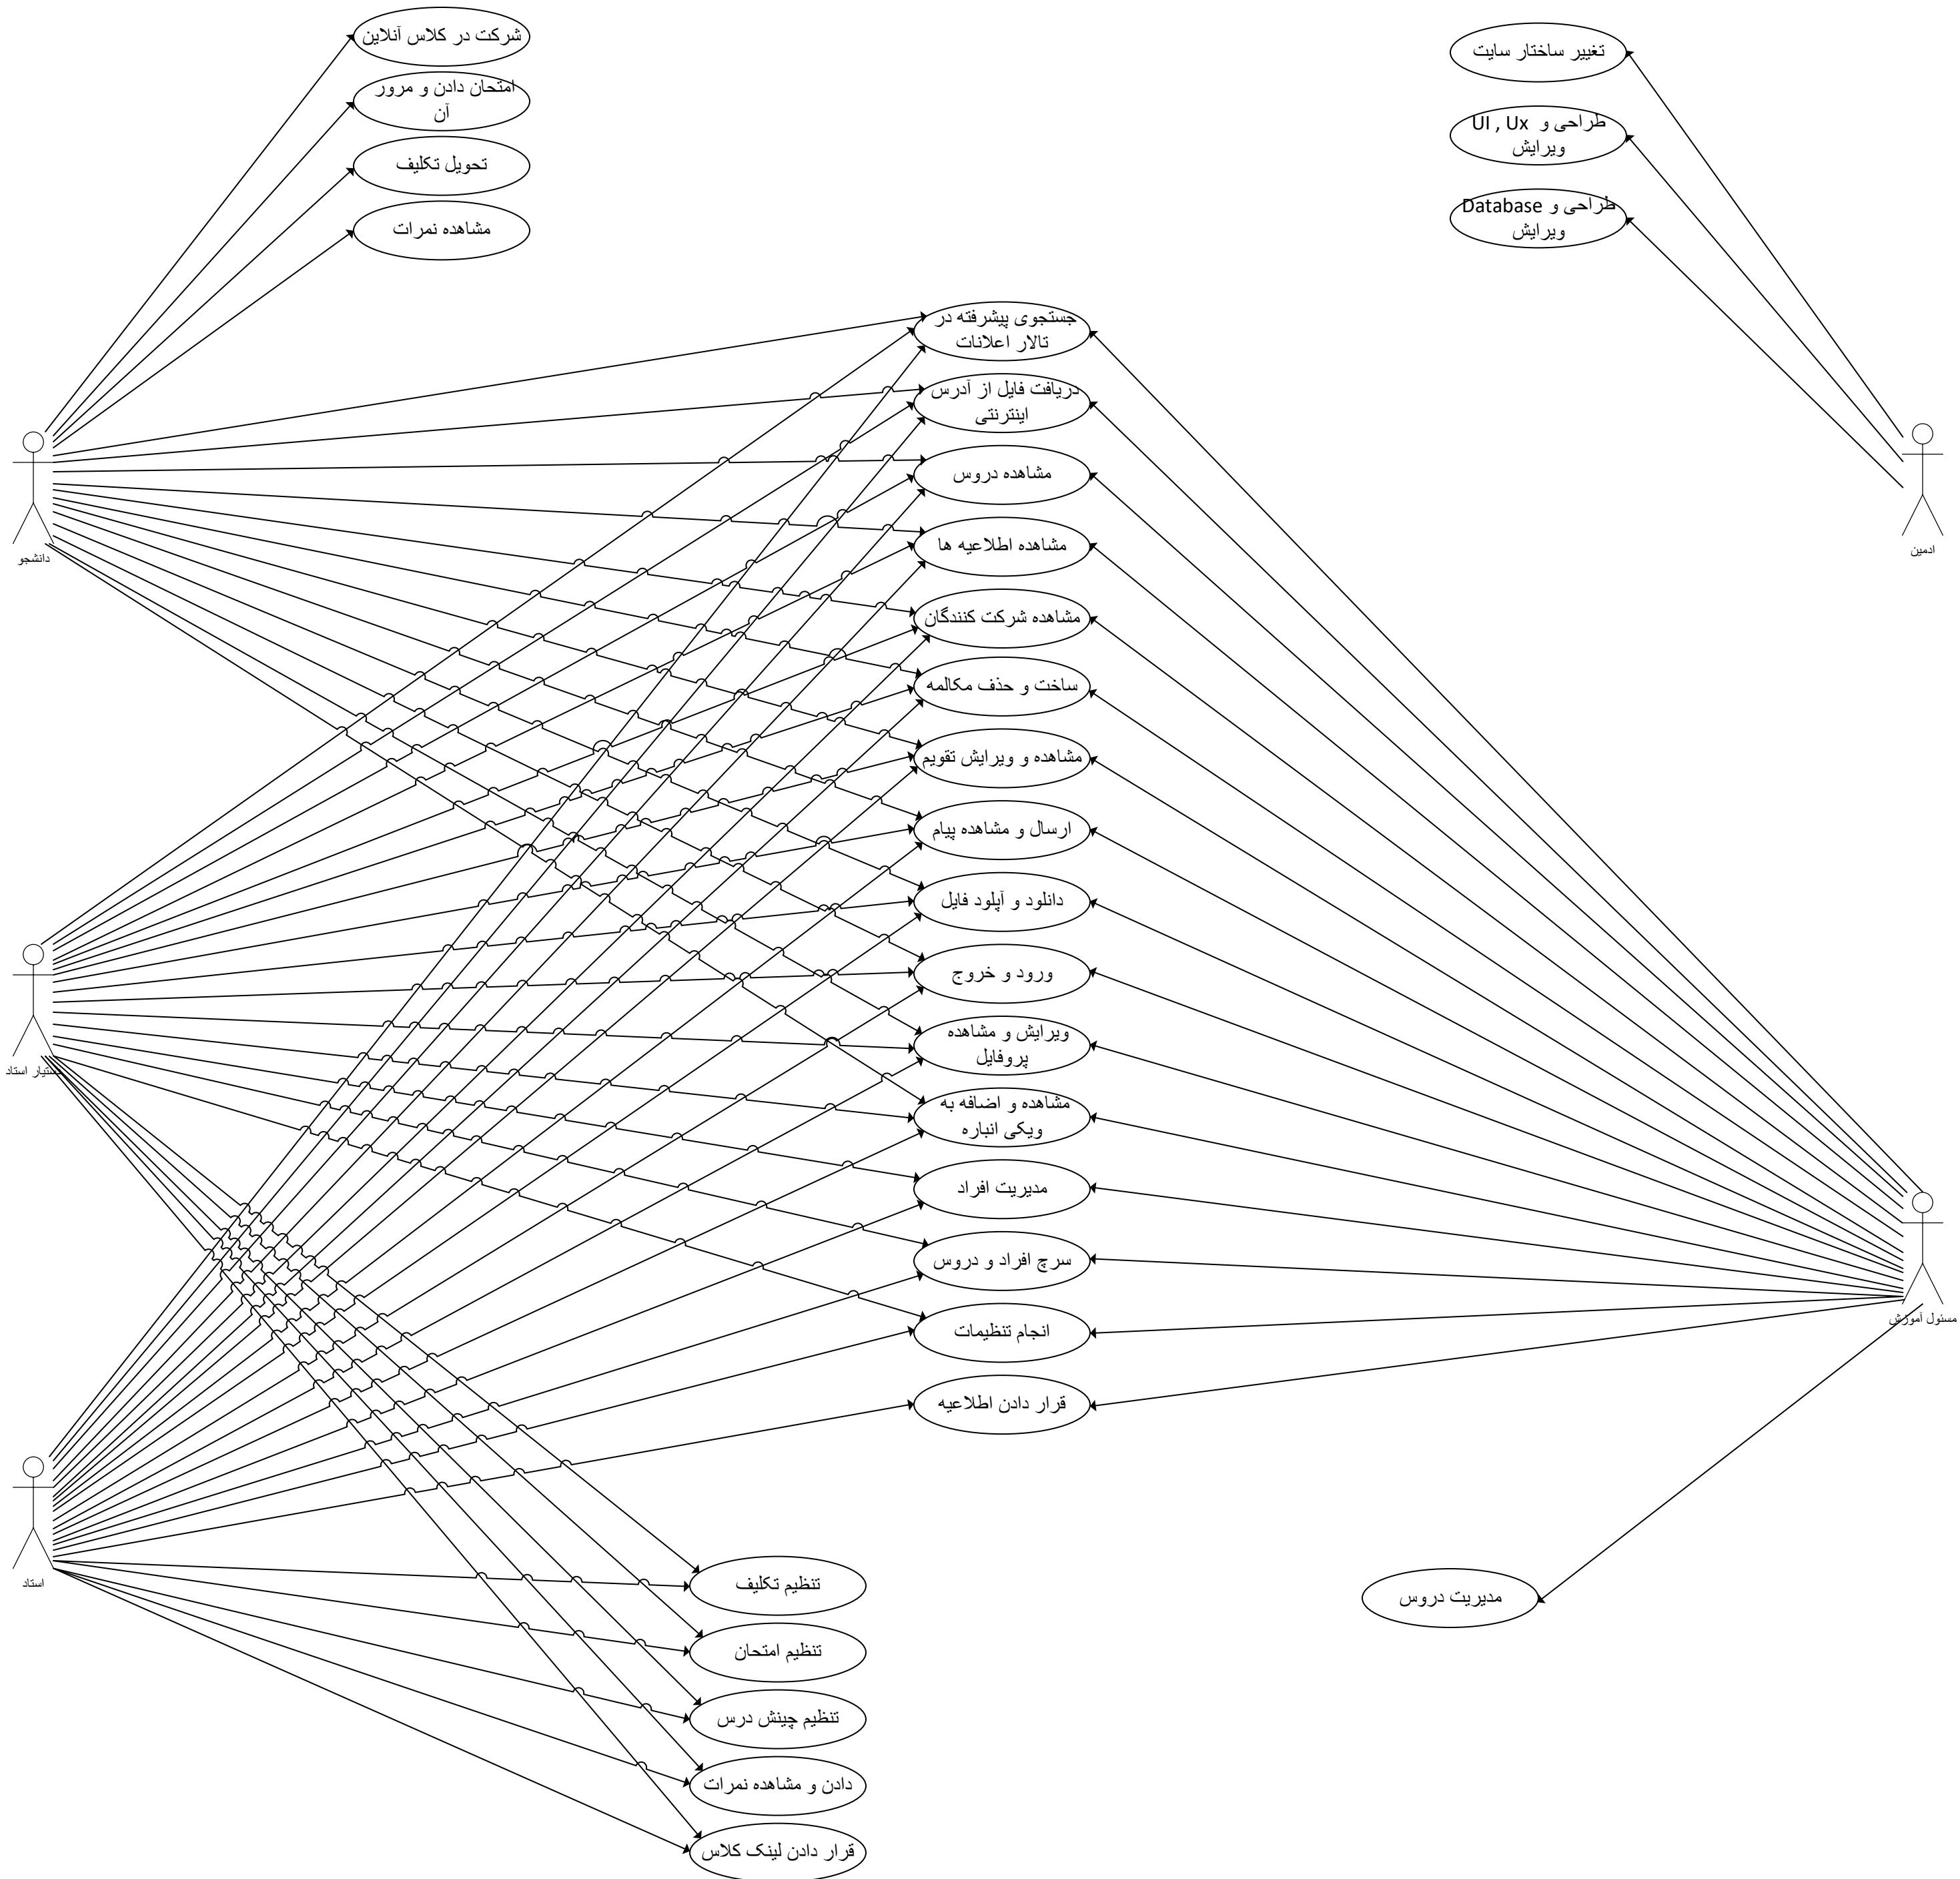 شرکت در کلاس آنلاین
امتحان دادن و مرور
آن
تحویل تکلیف
مشاهده نمرات
تغییر ساختار سایت
طراحی و UI , Ux
ویرایش
طراحی و Database
ویرایش
جستجوی پیشرفته در
تالار اعلانات
دریافت فایل از آدرس
اینترنتی
مشاهده دروس
مشاهده اطلاعیه ها
مشاهده شرکت کنندگان
ساخت و حذف مکالمه
مشاهده و ویرایش تقویم
ارسال و مشاهده پیام
دانلود و آپلود فایل
ورود و خروج
ویرایش و مشاهده
پروفایل
مشاهده و اضافه به
ویکی انباره
مدیریت افراد
سرچ افراد و دروس
انجام تنظیمات
قرار دادن اطلاعیه
دانشجو
ادمین
دستیار استاد
مسئول آموزش
استاد
تنظیم تکلیف
تنظیم امتحان
تنظیم چینش درس
دادن و مشاهده نمرات
قرار دادن لینک کلاس
مدیریت دروس